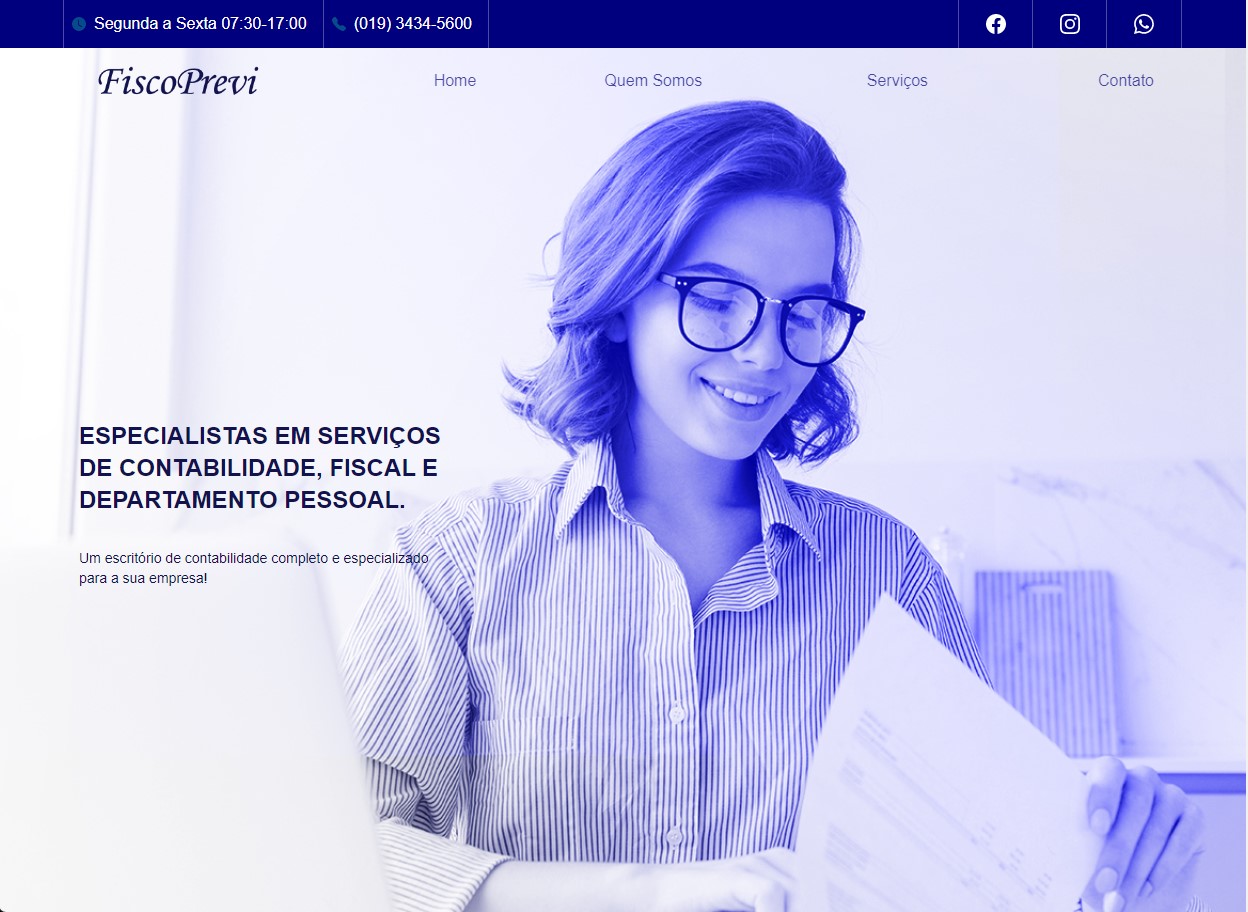 Segunda a Sexta 07:30-17:00
(019) 3434-5600
FiscoPrevi
Home
Quem Somos
Serviços
Contato
ESPECIALISTAS EM SERVIÇOS
DE CONTABILIDADE, FISCAL E
DEPARTAMENTO PESSOAL.
Um escritório de contabilidade completo e especializado
para a sua empresa!